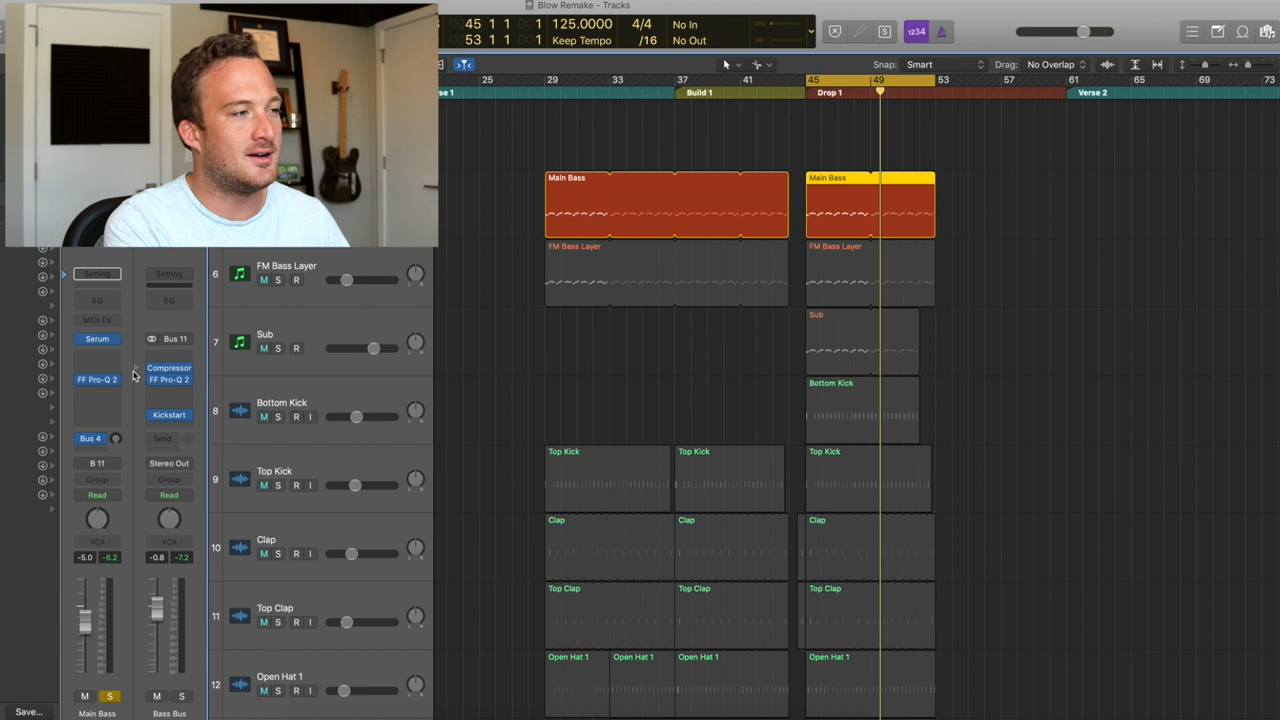 Blow Remake - Tracks
00 45 1 1 001 125.0000 4/4 No In
00 53 1 1 001 Keep Tempo /16 No Out
CPU
HD
S
1234
Snap: Smart
Drag: No Overlap
25 29 33 37 41 45 49 53 57 61 65 69 73
rse 1 Build 1 Drop 1 Verse 2
Main Bass Main Bass
FM Bass Layer FM Bass Layer
Sub
Bottom Kick
Top Kick Top Kick Top Kick
Clap Clap Clap
Top Clap Top Clap Top Clap
Open Hat 1 Open Hat 1 Open Hat 1 Open Hat 1
6 FM Bass Layer
M S R L R
7 Sub
M S R L R
8 Bottom Kick
M S R I L R
9 Top Kick
M S R I L R
10 Clap
M S R I L R
11 Top Clap
M S R I L R
12 Open Hat 1
M S R I L R
Setting Setting
EQ EQ
MIDI FX
Serum Bus 11
Compressor
FF Pro-Q 2 FF Pro-Q 2
Kickstart
Bus 4 Send
B 11 Stereo Out
Group Group
Read Read
VCA VCA
-5.0 -6.2 -0.8 -7.2
M S M S
Save... Main Bass Bass Bus